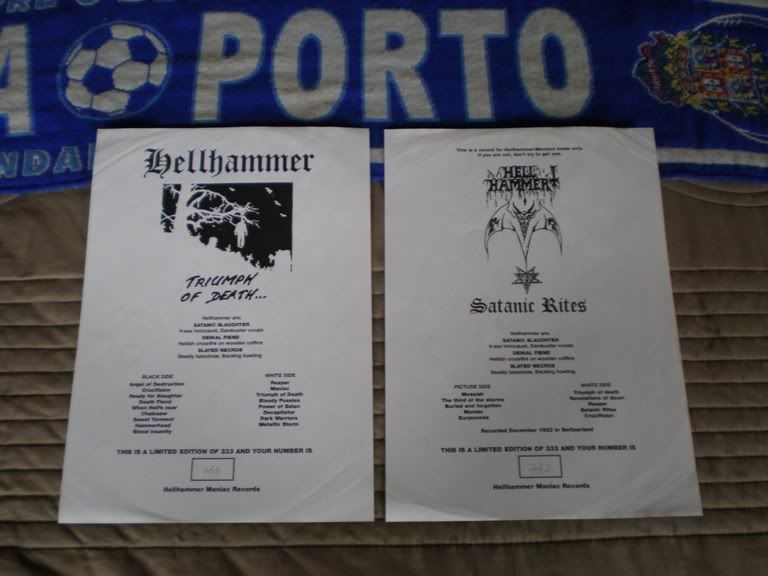 PORTO
NDA
Hellhammer
TRIUMPH
OF DEATH...
Hellhammer are:
SATANIC SLAUGHTER
V-axe holocaust, Dambuster vocals
DENIAL FIEND
Hellish crossfire on wooden coffins
SLAYED NECROS
Deadly bassdose, Backing howling
BLACK SIDE
Angel of Destruction
Crucifixion
Ready for Slaughter
Death Fiend
When Hell's near
Chainsaw
Sweet Torment
Hammerhead
Blood Insanity
WHITE SIDE
Reaper
Maniac
Triumph of Death
Bloody Pussies
Power of Satan
Decapitator
Dark Warriors
Metallic Storm
THIS IS A LIMITED EDITION OF 333 AND YOUR NUMBER IS
Hellhammer Maniac Records
This is a record for Hellhammer-Maniacs made only
If you are not, don't try to get one.
HELL
HAMMER
Satanic Rites
Hellhammer are:
SATANIC SLAUGHTER
V-axe holocaust, Dambuster vocals
DENIAL FIEND
Hellish crossfire on wooden coffins
SLAYED NECROS
Deadly bassdose, Backing howling
PICTURE SIDE
Messiah
The third of the storms
Buried and forgotten
Maniac
Eurynomos
WHITE SIDE
Triumph of death
Revelations of doom
Reaper
Satanic Rites
Crucifixion
Recorded December 1983 in Switzerland
THIS IS A LIMITED EDITION OF 333 AND YOUR NUMBER IS
332
Hellhammer Maniac Records